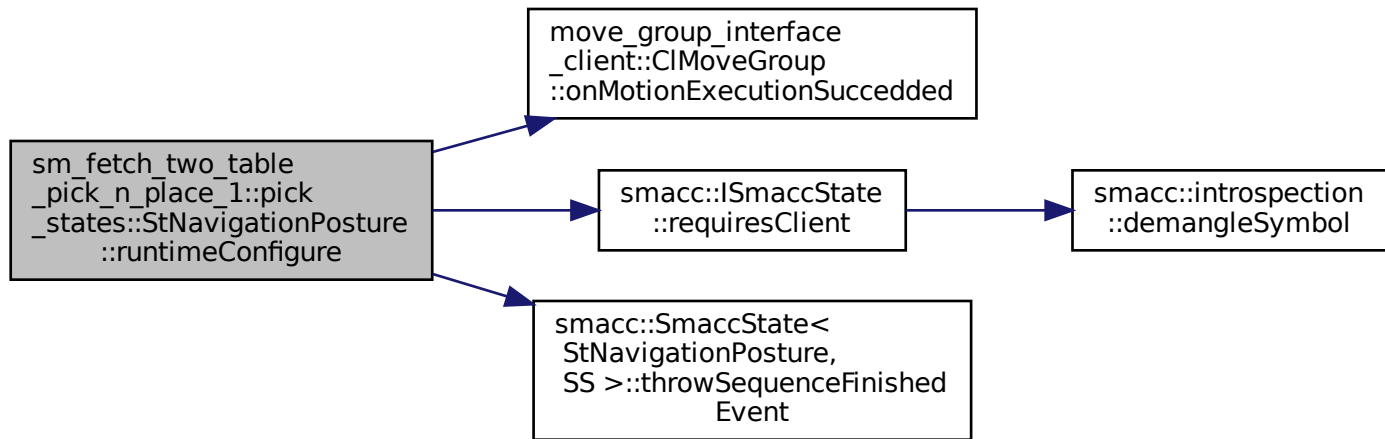 sm_fetch_two_table
_pick_n_place_1::pick
_states::StNavigationPosture
::runtimeConfigure
move_group_interface
_client::ClMoveGroup
::onMotionExecutionSuccedded
smacc::ISmaccState
::requiresClient
smacc::introspection
::demangleSymbol
smacc::SmaccState<
StNavigationPosture,
SS >::throwSequenceFinished
Event